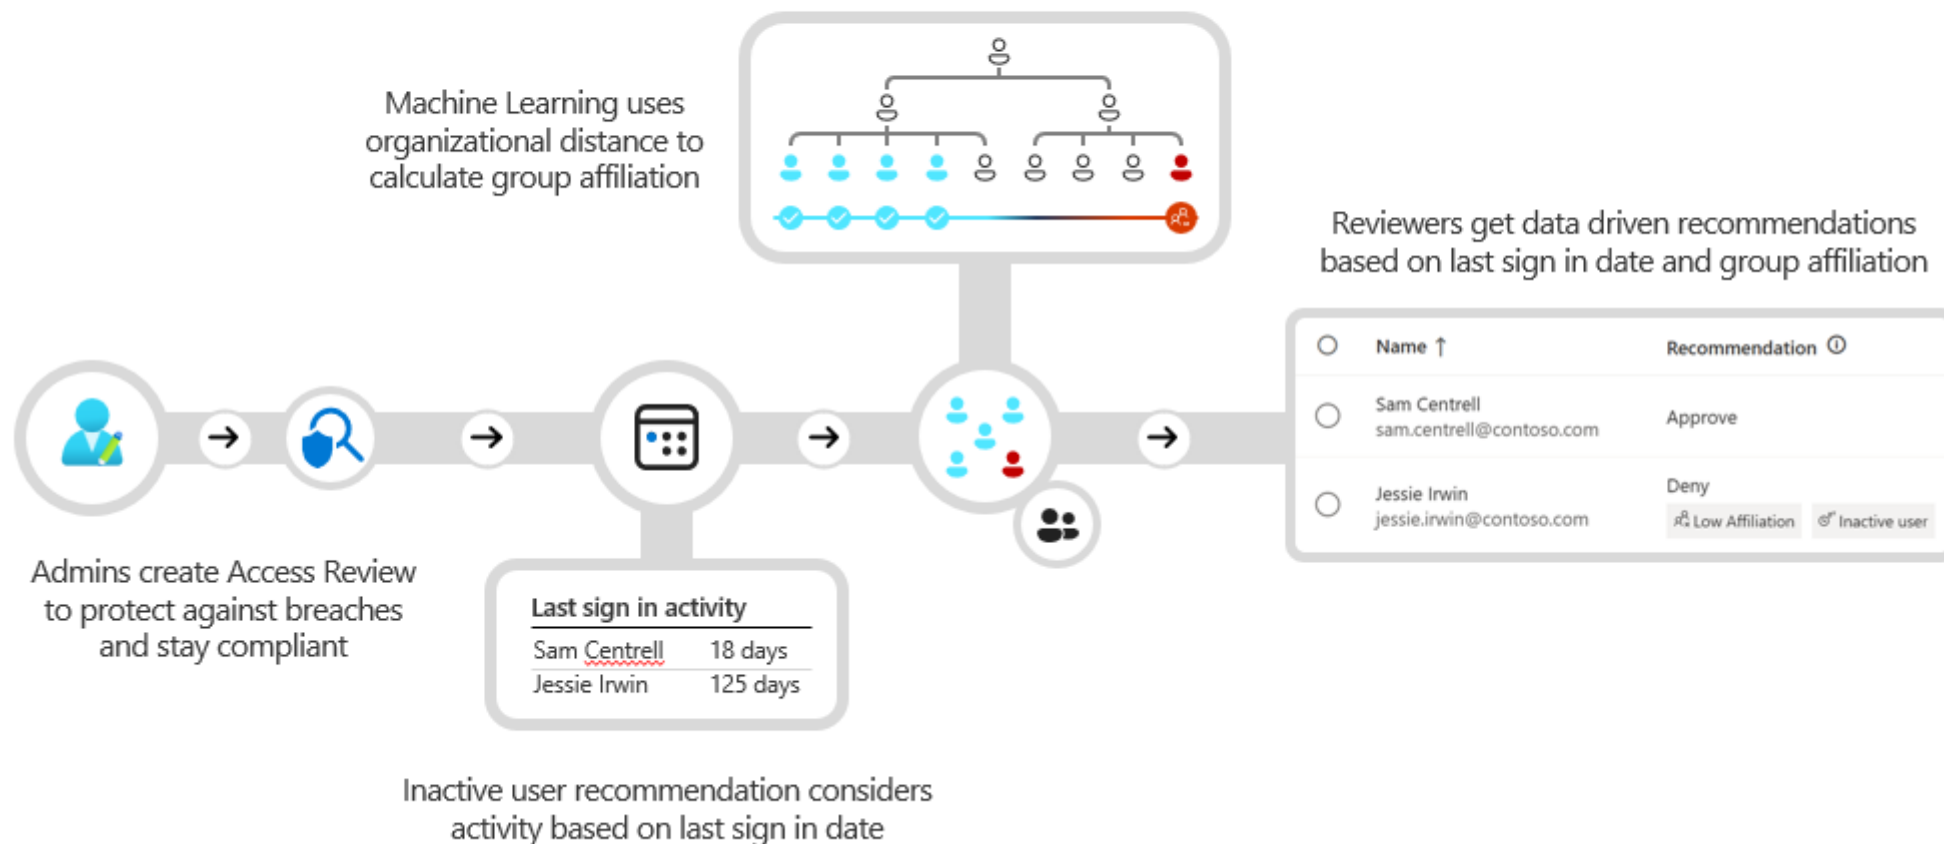 Machine Learning uses
organizational distance to
calculate group affiliation
Reviewers get data driven recommendations
based on last sign in date and group affiliation
Name ↑ Recommendation
Sam Centrell
sam.centrell@contoso.com
Approve
Jessie Irwin
jessie.irwin@contoso.com
Deny
Low Affiliation Inactive user
Admins create Access Review
to protect against breaches
and stay compliant
Last sign in activity
Sam Centrell 18 days
Jessie Irwin 125 days
Inactive user recommendation considers
activity based on last sign in date